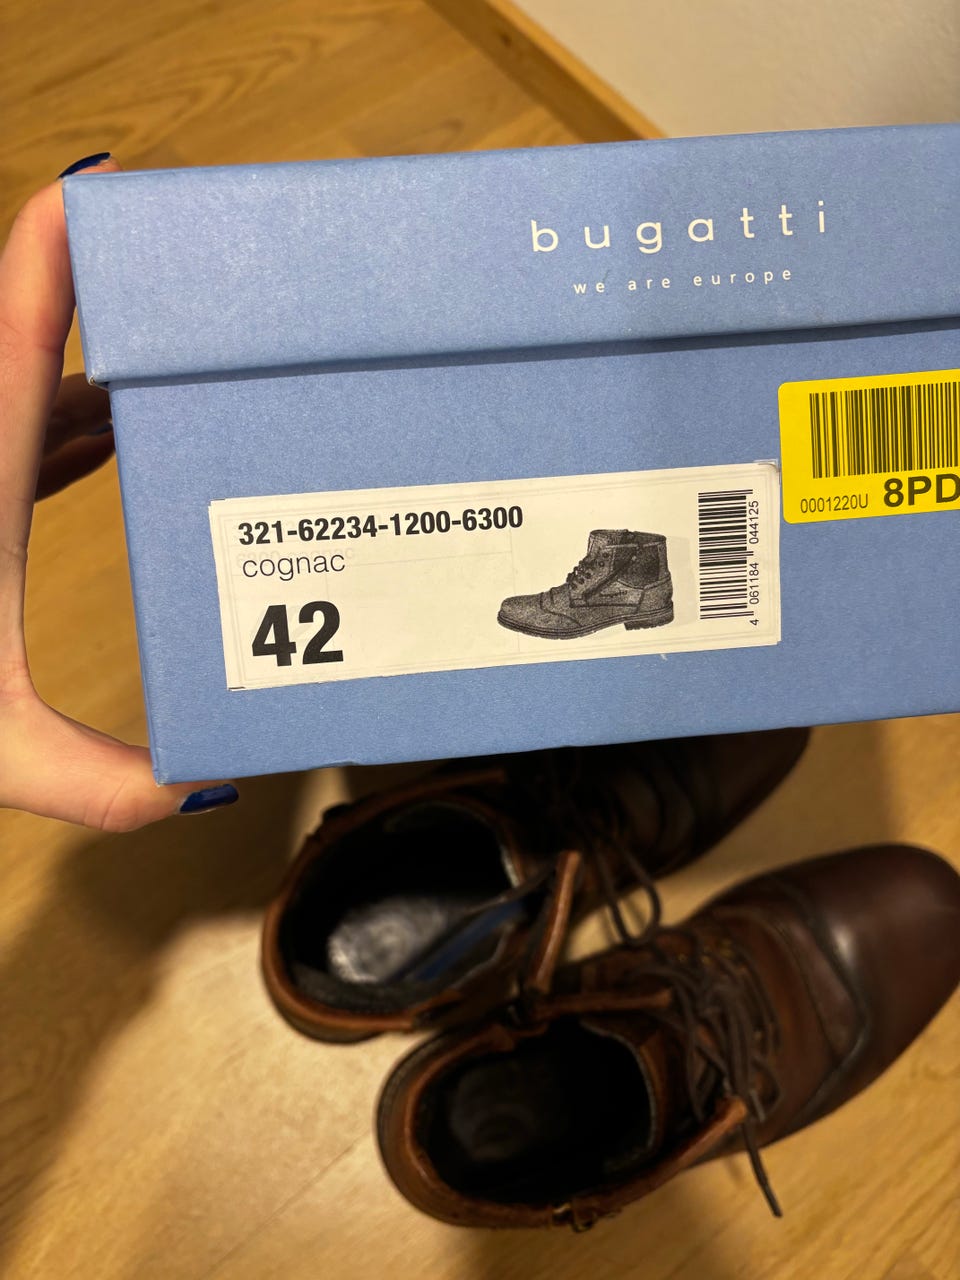 bugatti
we are europe
0001220U 8PD
321-62234-1200-6300
cognac
42
4 061184 044125